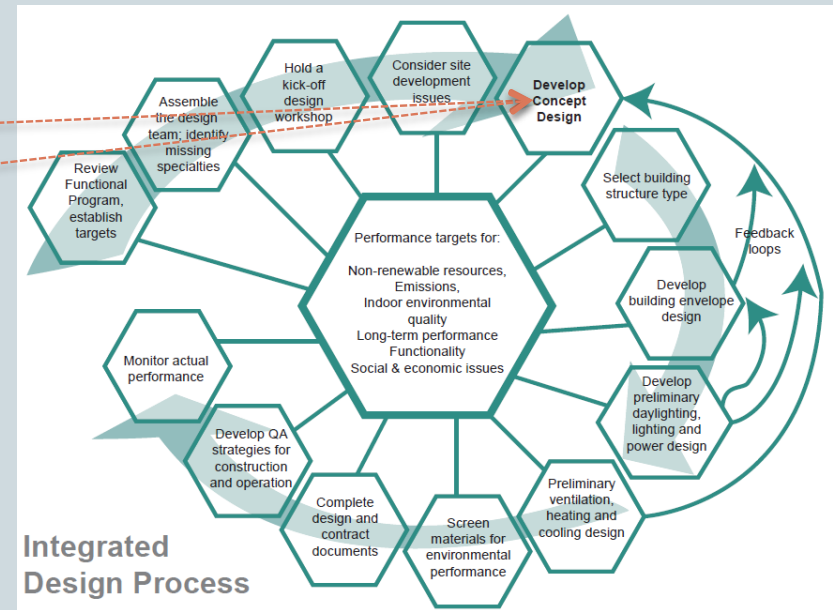 Review
Functional
Program,
establish
targets
Assemble
the design
team; identify
missing
specialties
Hold a
kick-off
design
workshop
Consider site
development
issues
Develop
Concept
Design
Select building
structure type
Feedback
loops
Develop
building envelope
design
Develop
preliminary
daylighting,
lighting and
power design
Preliminary
ventilation,
heating and
cooling design
Screen
materials for
environmental
performance
Complete
design and
contract
documents
Develop QA
strategies for
construction
and operation
Monitor actual
performance
Performance targets for:
Non-renewable resources,
Emissions,
Indoor environmental
quality
Long-term performance
Functionality
Social & economic issues
Integrated
Design Process